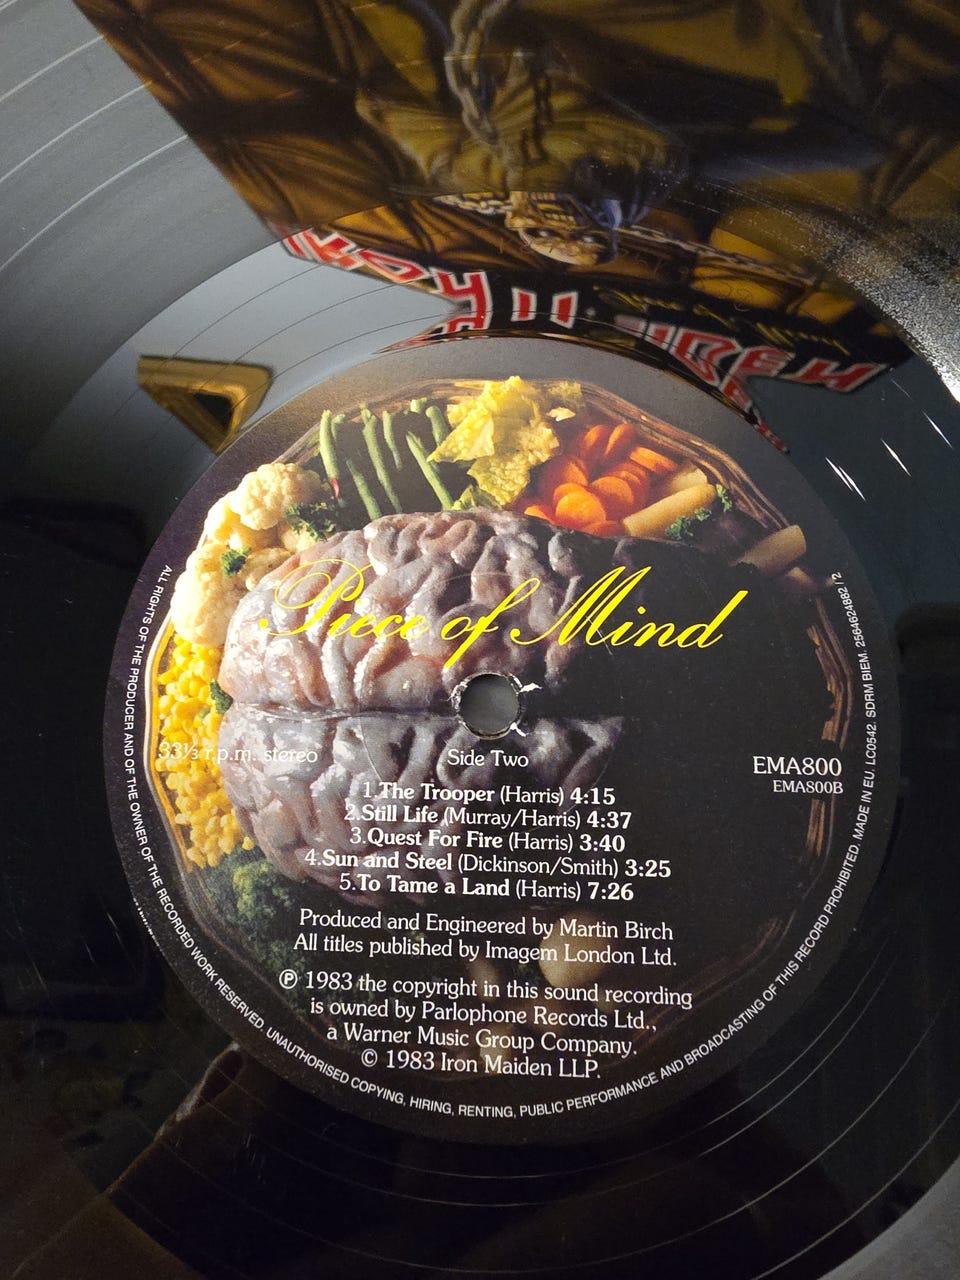 IRON MAIDEN
Piece of Mind
33⅓ r.p.m. stereo
Side Two
EMA800
EMA800B
1.The Trooper (Harris) 4:15
2.Still Life (Murray/Harris) 4:37
3.Quest For Fire (Harris) 3:40
4.Sun and Steel (Dickinson/Smith) 3:25
5.To Tame a Land (Harris) 7:26
Produced and Engineered by Martin Birch
All titles published by Imagem London Ltd.
℗ 1983 the copyright in this sound recording
is owned by Parlophone Records Ltd.,
a Warner Music Group Company.
© 1983 Iron Maiden LLP.
ALL RIGHTS OF THE PRODUCER AND OF THE OWNER OF THE RECORDED WORK RESERVED. UNAUTHORISED COPYING, HIRING, RENTING, PUBLIC PERFORMANCE AND BROADCASTING OF THIS RECORD PROHIBITED. MADE IN EU. LC0542. SDRM BIEM. 2564624882 / 2